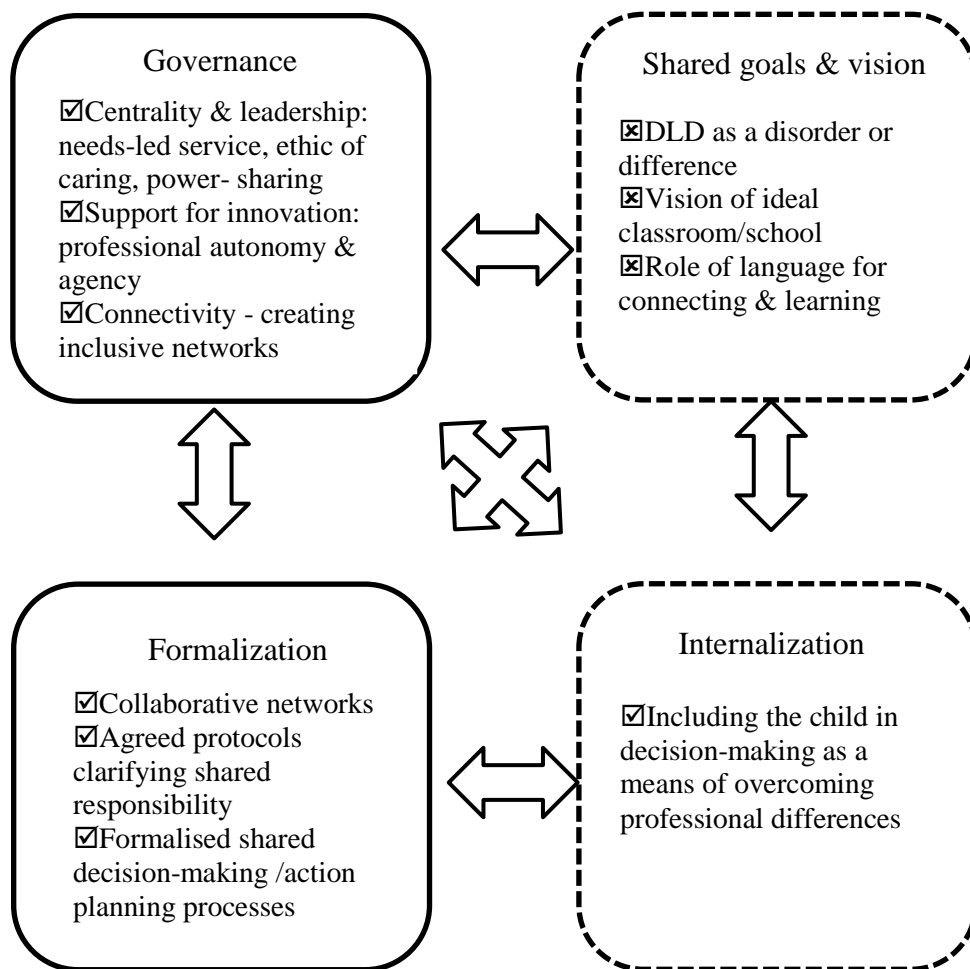 Governance
☑Centrality & leadership:
needs-led service, ethic of
caring, power- sharing
☑Support for innovation:
professional autonomy &
agency
☑Connectivity - creating
inclusive networks
Shared goals & vision
☒DLD as a disorder or
difference
☒Vision of ideal
classroom/school
☒Role of language for
connecting & learning
Formalization
☑Collaborative networks
☑Agreed protocols
clarifying shared
responsibility
☑Formalised shared
decision-making /action
planning processes
Internalization
☑Including the child in
decision-making as a
means of overcoming
professional differences